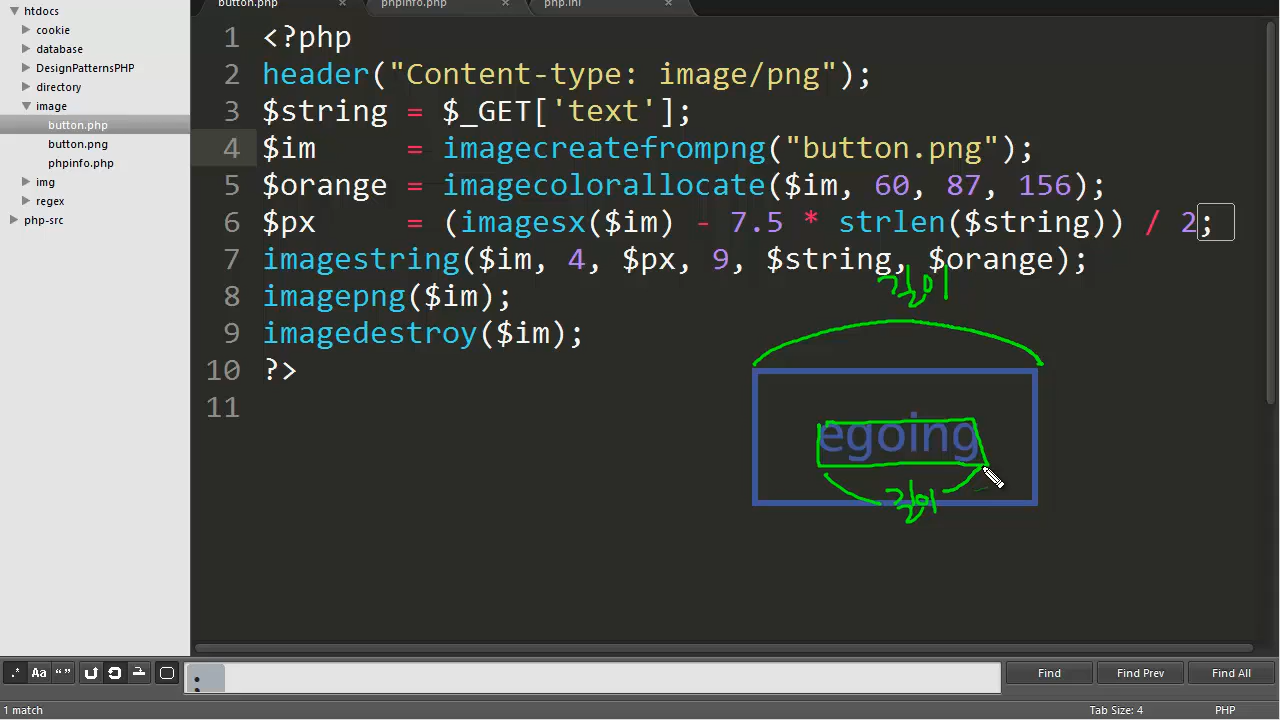 htdocs
cookie
database
DesignPatternsPHP
directory
image
button.php
button.png
phpinfo.php
img
regex
php-src
button.php × phpinfo.php × php.ini ×
1 <?php
2 header("Content-type: image/png");
3 $string = $_GET['text'];
4 $im = imagecreatefrompng("button.png");
5 $orange = imagecolorallocate($im, 60, 87, 156);
6 $px = (imagesx($im) - 7.5 * strlen($string)) / 2;
7 imagestring($im, 4, $px, 9, $string, $orange);
8 imagepng($im);
9 imagedestroy($im);
10 ?>
11
길이
egoing
길이
.* Aa “ ” ;
Find Find Prev Find All
1 match Tab Size: 4 PHP